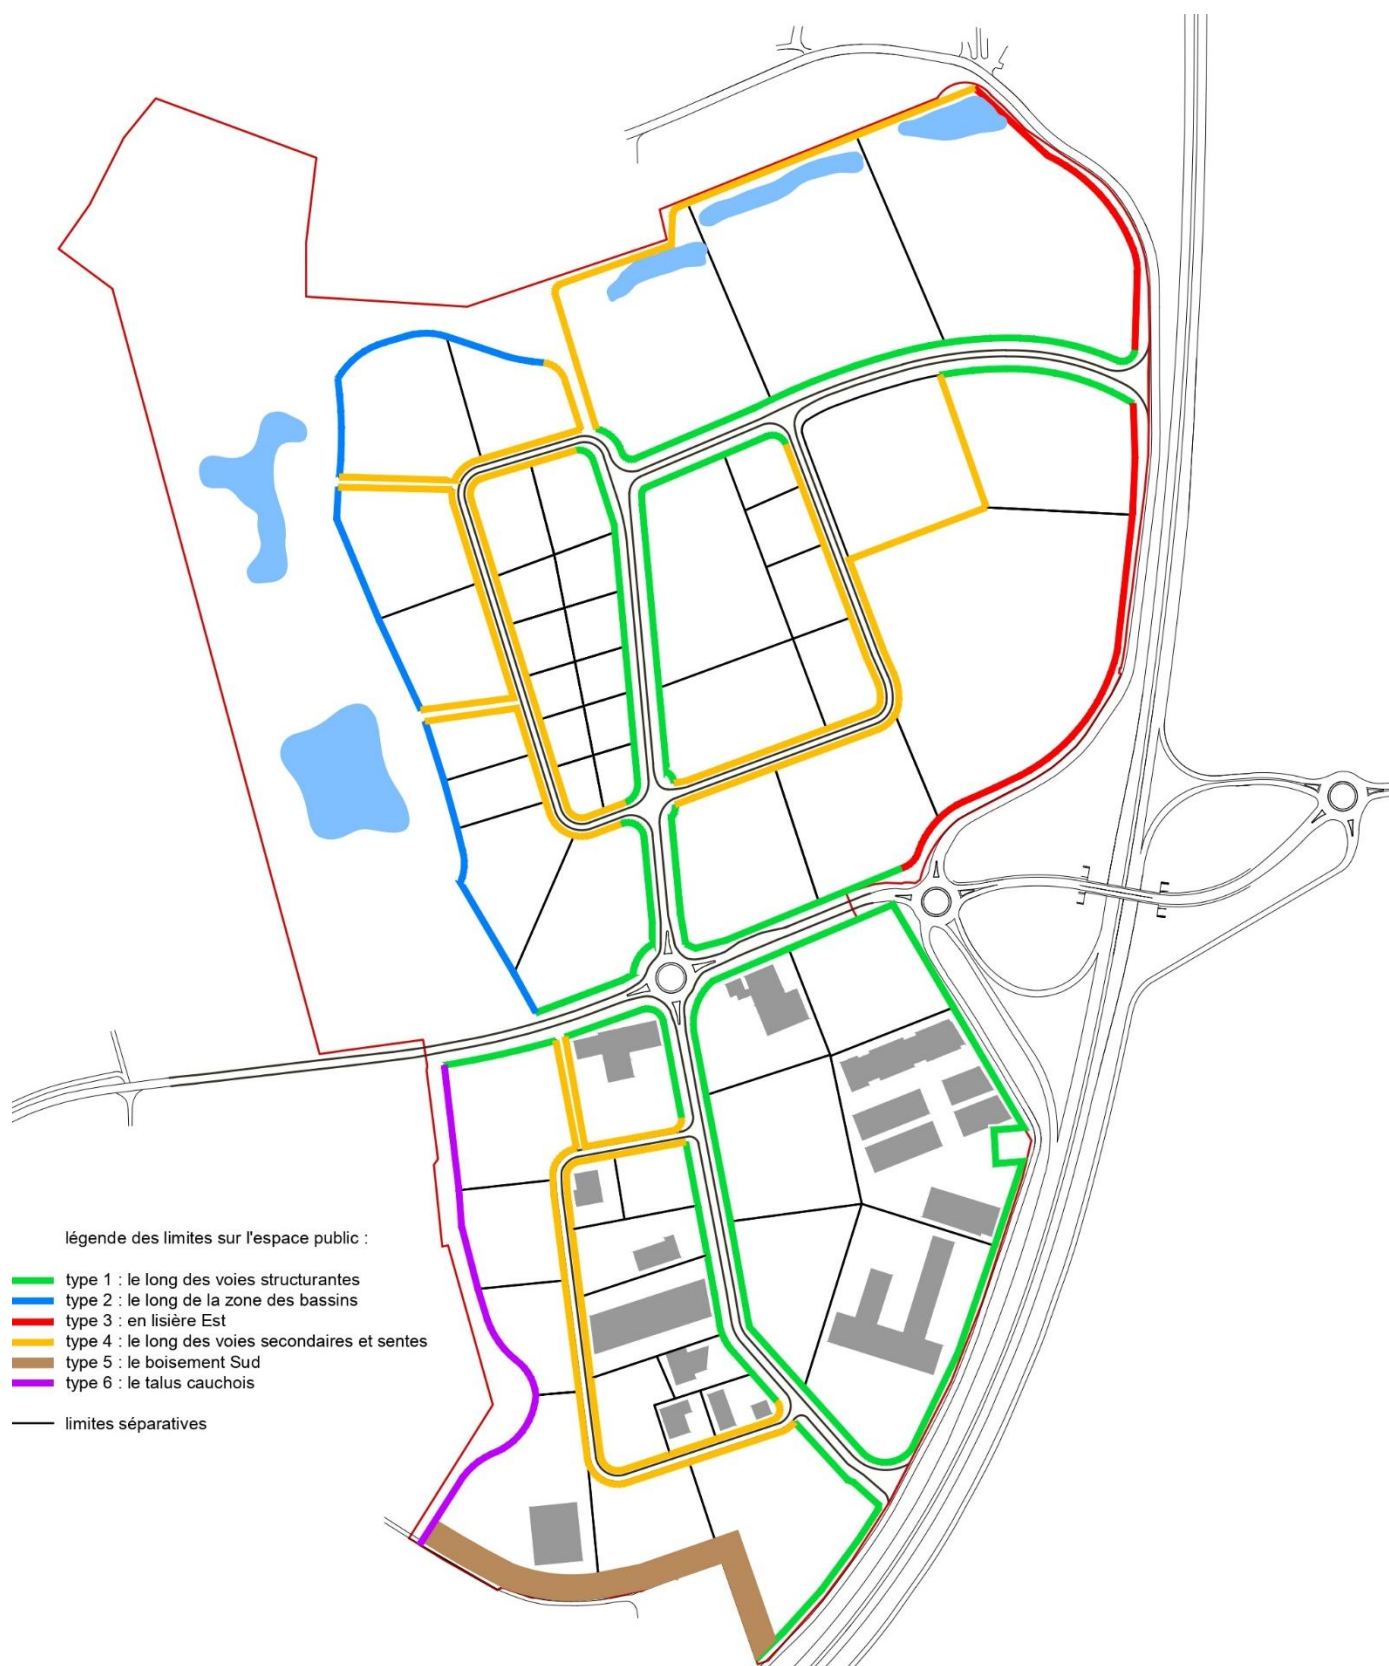 légende des limites sur l'espace public :
type 1 : le long des voies structurantes
type 2 : le long de la zone des bassins
type 3 : en lisière Est
type 4 : le long des voies secondaires et sentes
type 5 : le boisement Sud
type 6 : le talus cauchois
limites séparatives